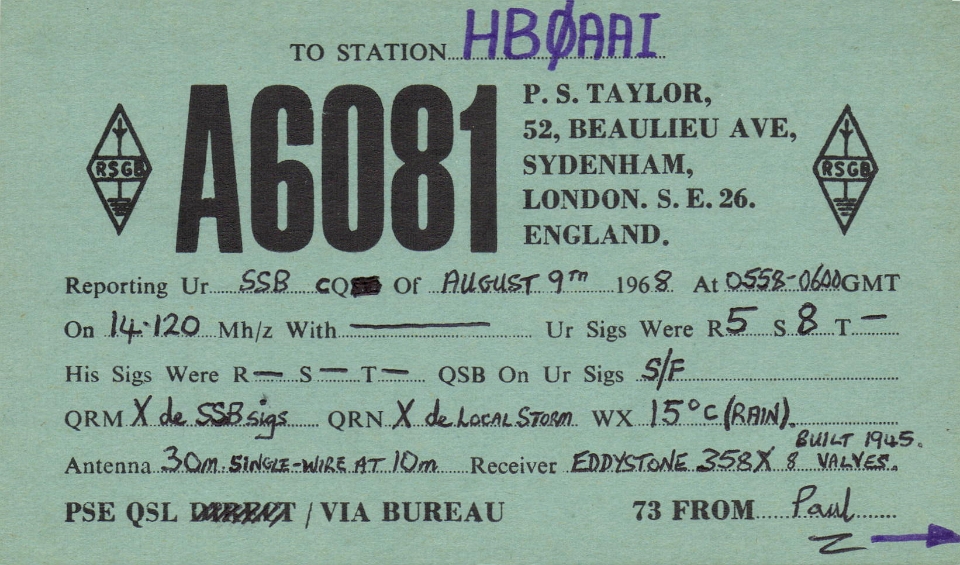 TO STATION HBØAAI
A6081
P. S. TAYLOR,
52, BEAULIEU AVE,
SYDENHAM,
LONDON. S. E. 26.
ENGLAND.
RSGB
RSGB
Reporting Ur SSB CQ Of AUGUST 9TH 1968 At 0558-0600 GMT
On 14.120 Mh/z With Ur Sigs Were R 5 S 8 T —
His Sigs Were R — S — T — QSB On Ur Sigs S/F
QRM X de SSB sigs QRN X de LOCAL STORM WX 15°C (RAIN).
Antenna 30m SINGLE-WIRE AT 10m Receiver EDDYSTONE 358X 8 VALVES.
BUILT 1945.
PSE QSL DIRECT / VIA BUREAU 73 FROM Paul